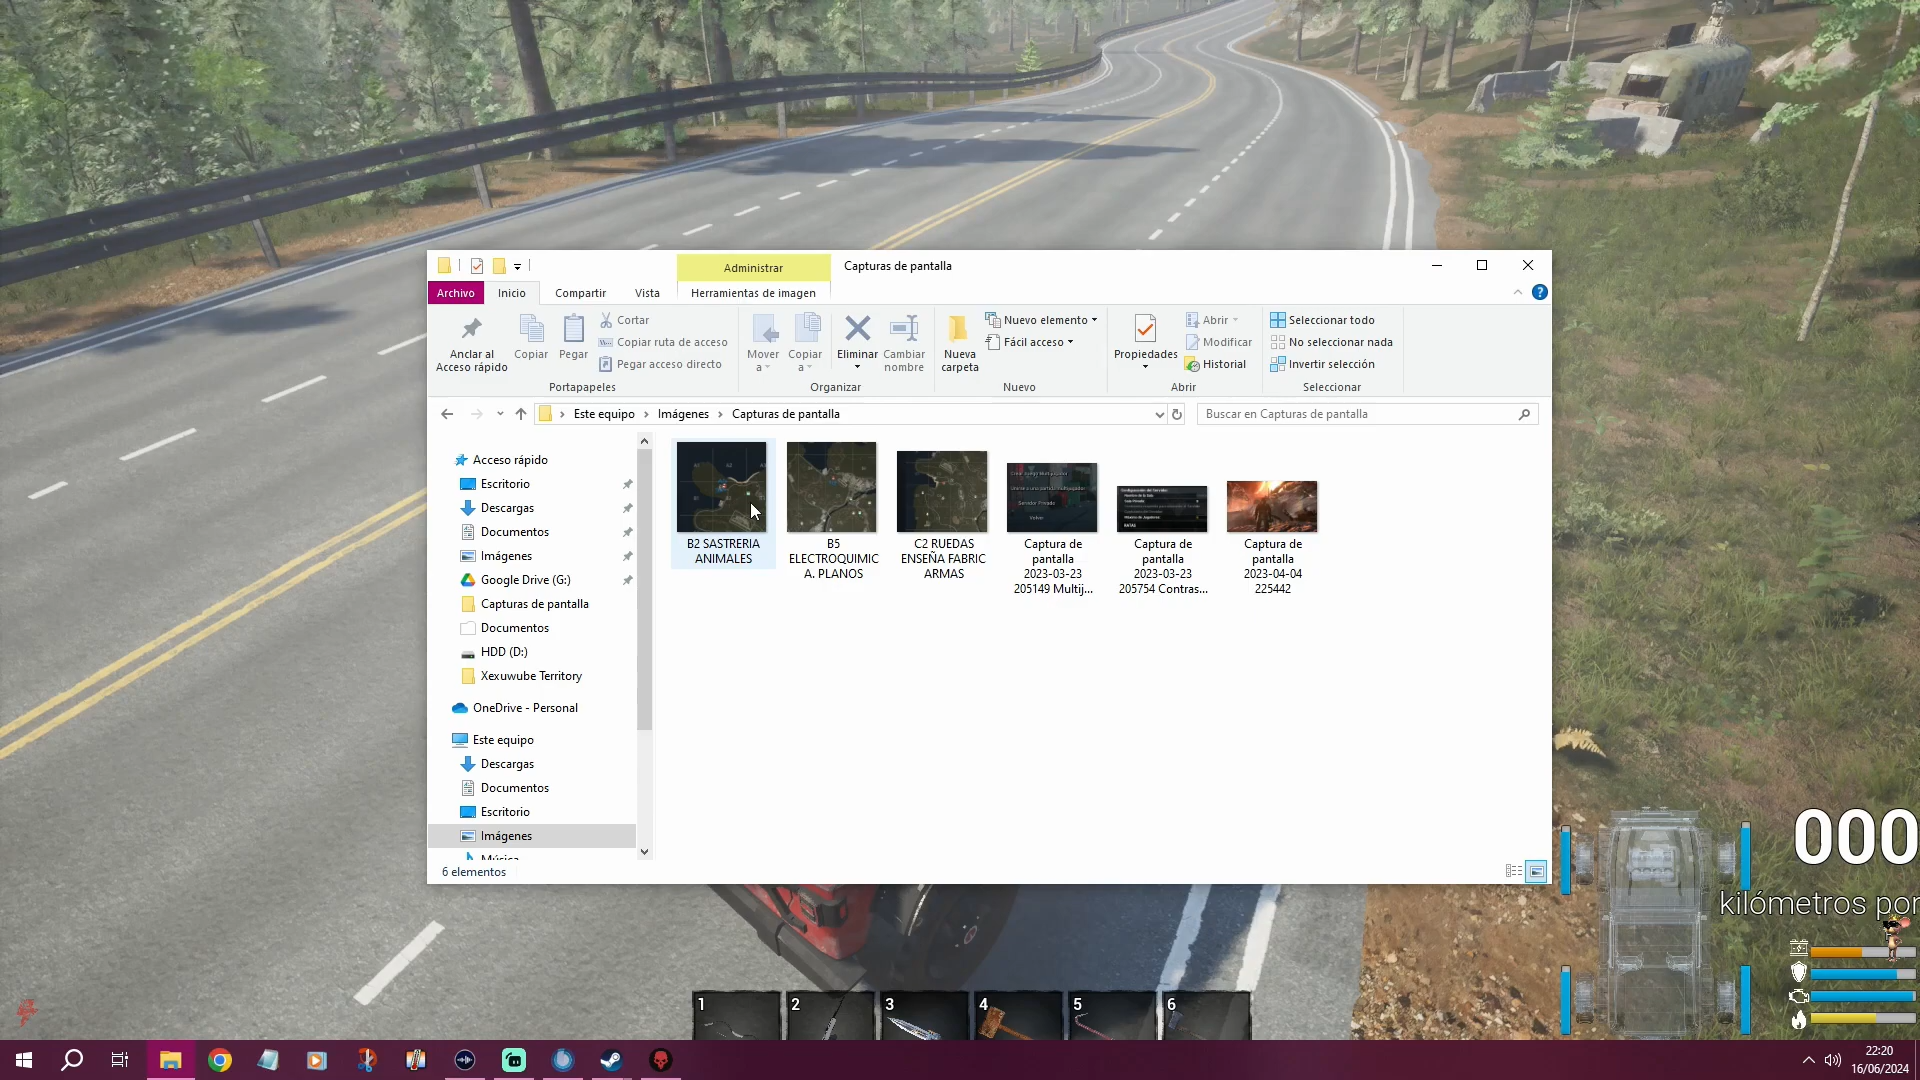 Administrar
Capturas de pantalla
Archivo
Inicio
Compartir
Vista
Herramientas de imagen
Anclar al
Acceso rápido
Copiar
Pegar
Cortar
Copiar ruta de acceso
Pegar acceso directo
Portapapeles
Mover
a
Copiar
a
Eliminar
Cambiar
nombre
Organizar
Nueva
carpeta
Nuevo elemento
Fácil acceso
Nuevo
Propiedades
Abrir
Modificar
Historial
Abrir
Seleccionar todo
No seleccionar nada
Invertir selección
Seleccionar
Este equipo > Imágenes > Capturas de pantalla
Buscar en Capturas de pantalla
Acceso rápido
Escritorio
Descargas
Documentos
Imágenes
Google Drive (G:)
Capturas de pantalla
Documentos
HDD (D:)
Xexuwube Territory
OneDrive - Personal
Este equipo
Descargas
Documentos
Escritorio
Imágenes
Música
B2 SASTRERIA
ANIMALES
B5
ELECTROQUIMIC
A. PLANOS
C2 RUEDAS
ENSEÑA FABRIC
ARMAS
Captura de
pantalla
2023-03-23
205149 Multij...
Captura de
pantalla
2023-03-23
205754 Contras...
Captura de
pantalla
2023-04-04
225442
6 elementos
000
kilómetros por
1
2
3
4
5
6
22:20
16/06/2024